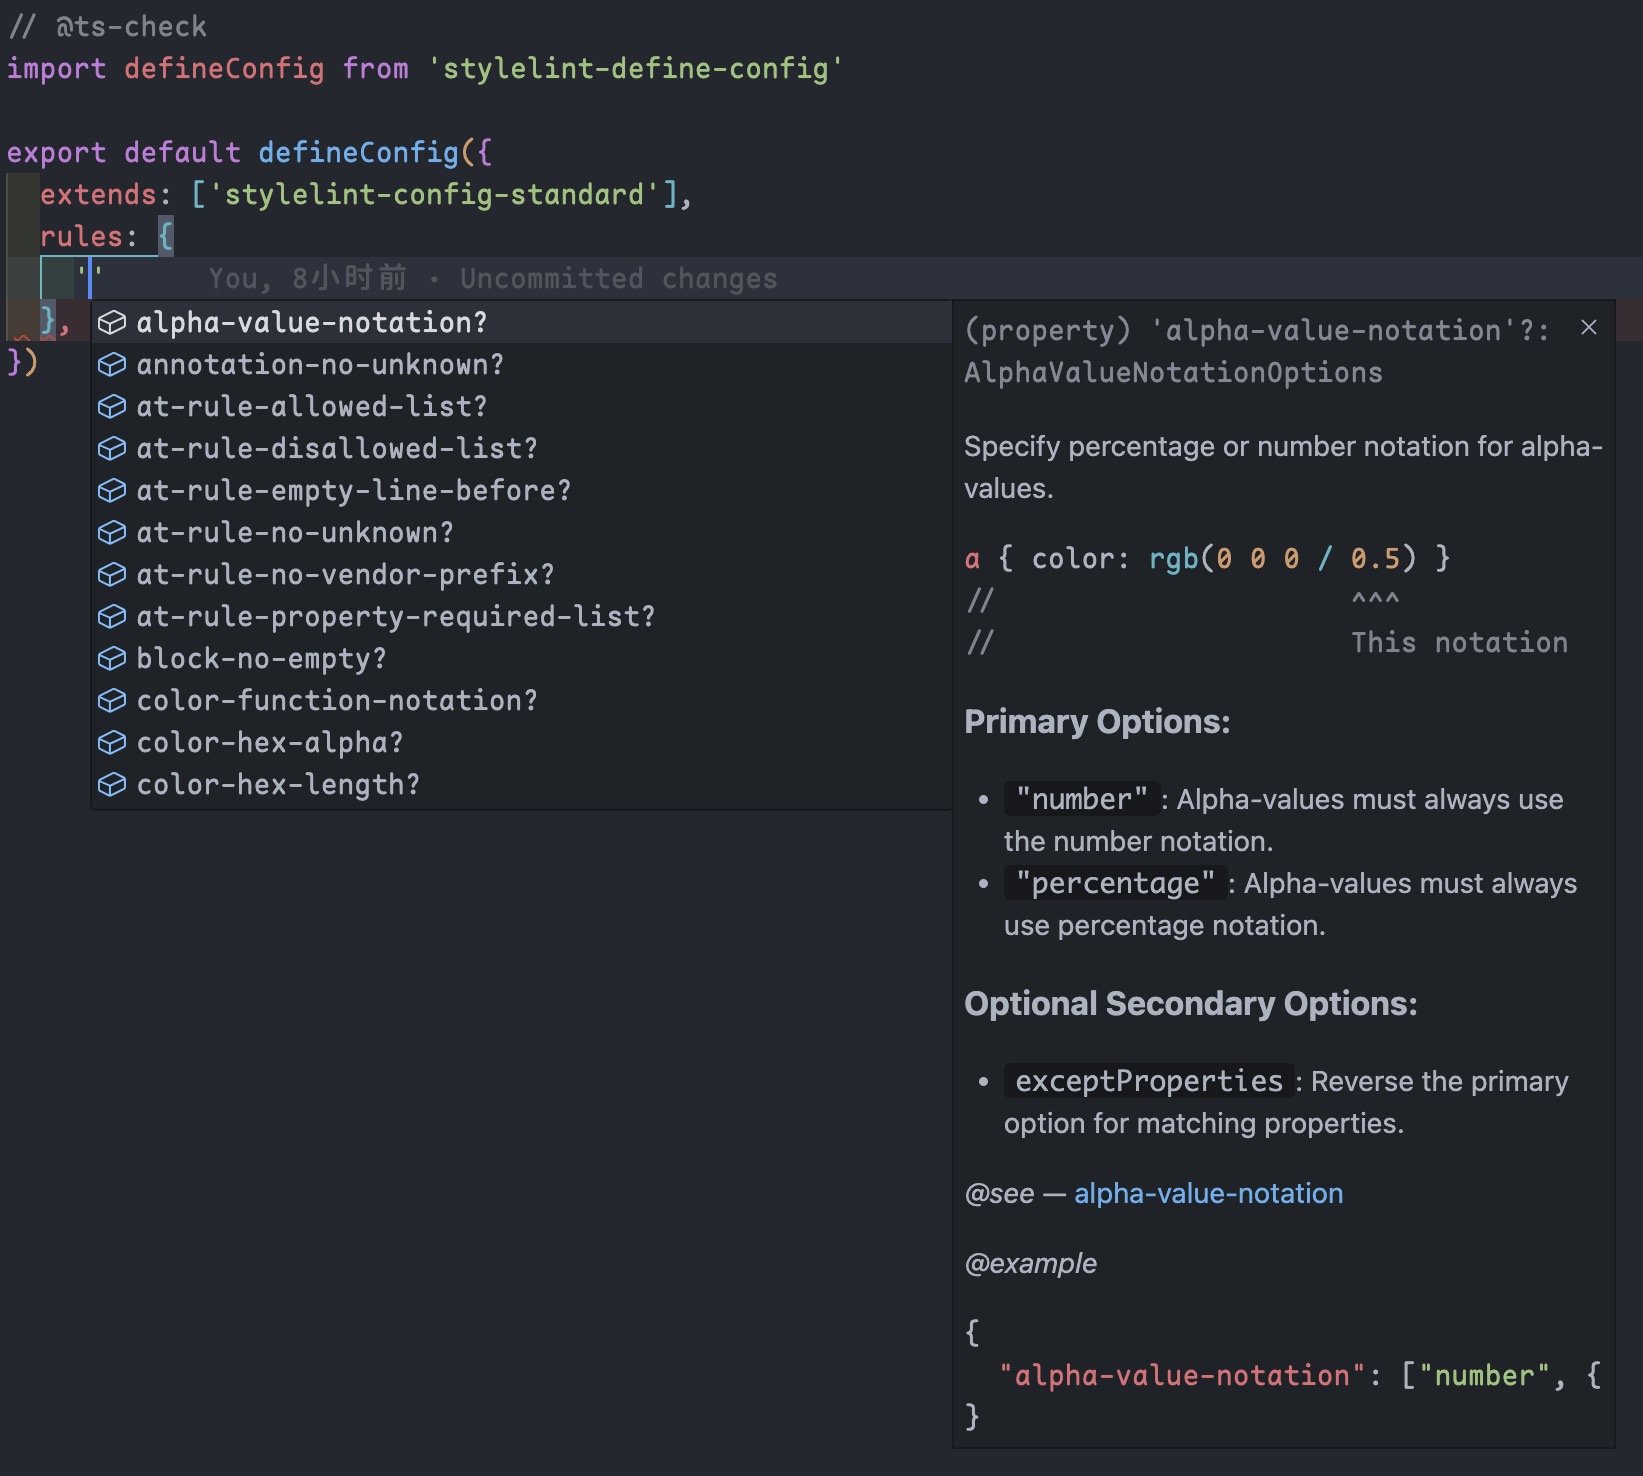 // @ts-check
import defineConfig from 'stylelint-define-config'
export default defineConfig({
extends: ['stylelint-config-standard'],
rules: {
'' You, 8小时前 • Uncommitted changes
},
})
alpha-value-notation?
annotation-no-unknown?
at-rule-allowed-list?
at-rule-disallowed-list?
at-rule-empty-line-before?
at-rule-no-unknown?
at-rule-no-vendor-prefix?
at-rule-property-required-list?
block-no-empty?
color-function-notation?
color-hex-alpha?
color-hex-length?
(property) 'alpha-value-notation'?:
AlphaValueNotationOptions
Specify percentage or number notation for alpha-
values.
a { color: rgb(0 0 0 / 0.5) }
// ^^^
// This notation
Primary Options:
• "number" : Alpha-values must always use
the number notation.
• "percentage" : Alpha-values must always
use percentage notation.
Optional Secondary Options:
• exceptProperties : Reverse the primary
option for matching properties.
@see — alpha-value-notation
@example
{
"alpha-value-notation": ["number", {
}